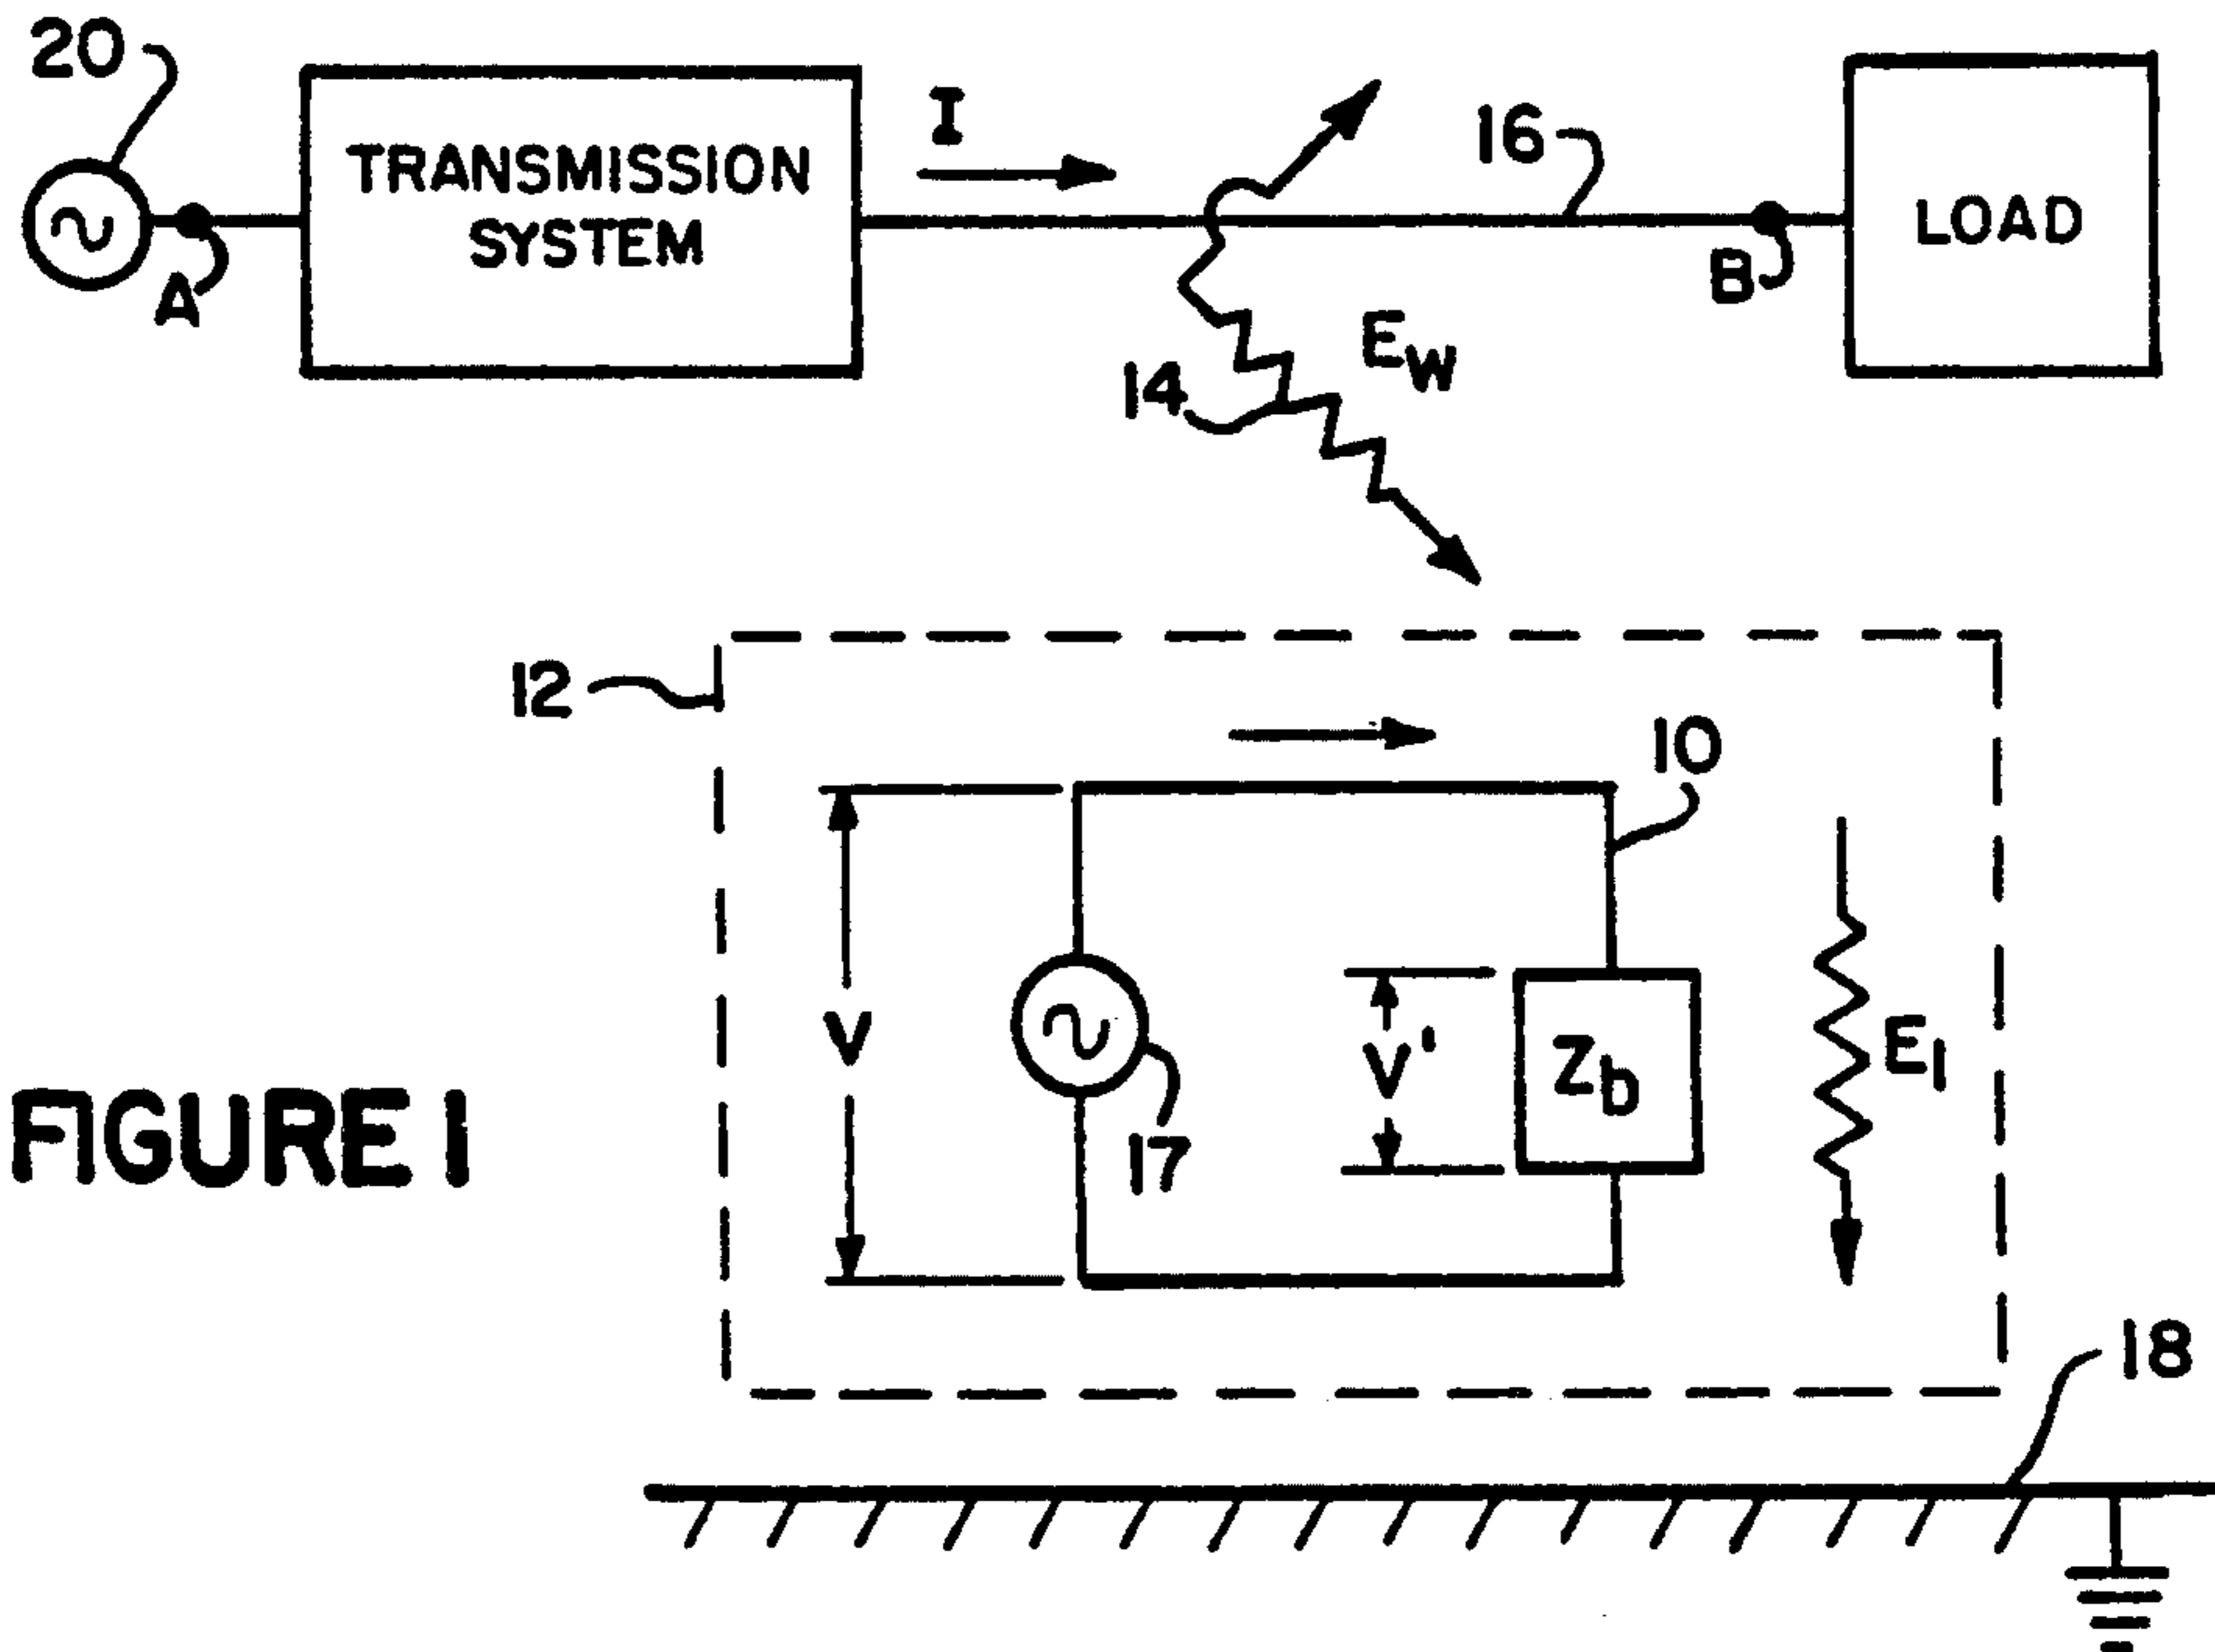 20
TRANSMISSION
SYSTEM
I
16
LOAD
A
B
14
EW
12
10
V
V'
Zb
E1
17
FIGURE 1
18